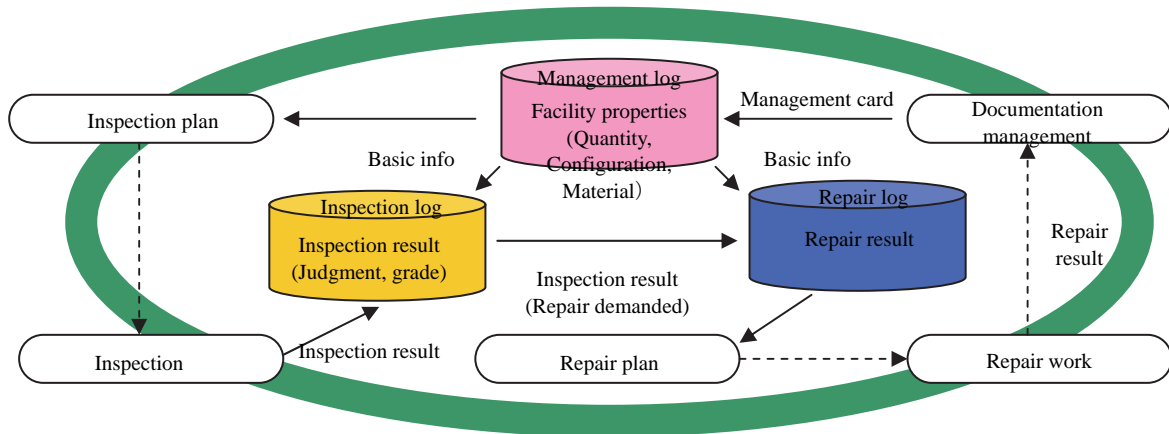 Management log
Facility properties
(Quantity,
Configuration,
Material）
Management card
Documentation
management
Inspection plan
Basic info
Basic info
Inspection log
Inspection result
(Judgment, grade)
Repair log
Repair result
Repair
result
Inspection result
(Repair demanded)
Inspection
Inspection result
Repair plan
Repair work